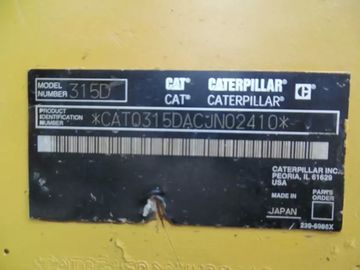 MODEL NUMBER 315D
CAT CATERPILLAR C
CAT® CATERPILLAR®
PRODUCT IDENTIFICATION NUMBER
*CAT0315DACJN02410*
CATERPILLAR INC.
PEORIA, IL 61629
USA
MADE IN JAPAN
PARTS ORDER
239-5985X